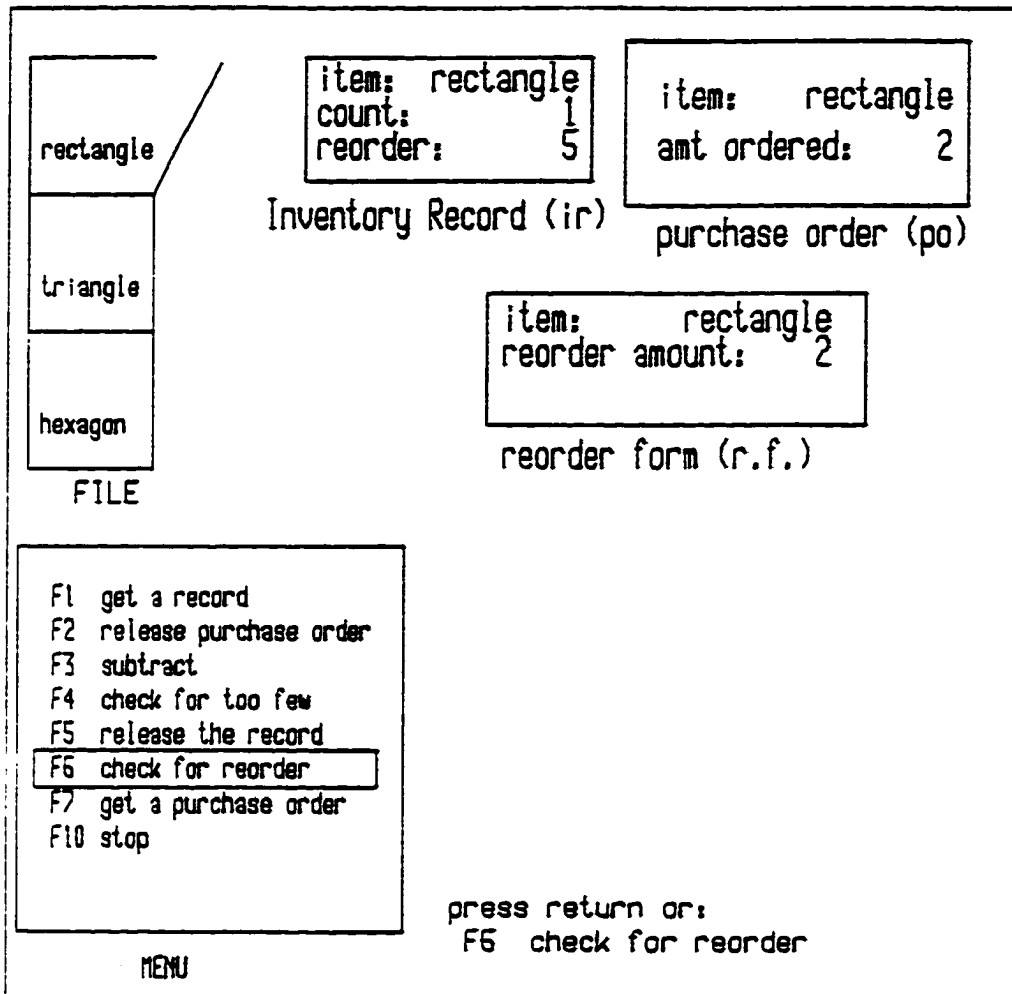 rectangle
triangle
hexagon
FILE
item: rectangle
count: 1
reorder: 5
Inventory Record (ir)
item: rectangle
amt ordered: 2
purchase order (po)
item: rectangle
reorder amount: 2
reorder form (r.f.)
F1 get a record
F2 release purchase order
F3 subtract
F4 check for too few
F5 release the record
F6 check for reorder
F7 get a purchase order
F10 stop
MENU
press return or:
F6 check for reorder